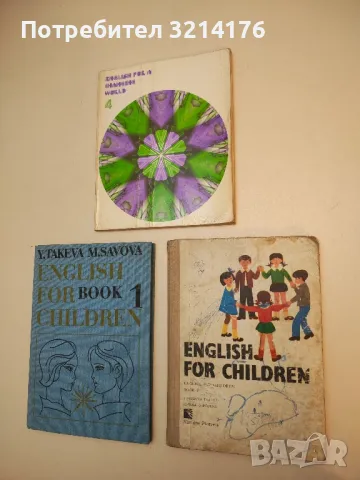 Потребител 3214176
ENGLISH FOR A
CHANGING
WORLD
4
Y.TAKEVA M.SAVOVA
ENGLISH
FOR BOOK 1
CHILDREN
ENGLISH
FOR CHILDREN
bazar